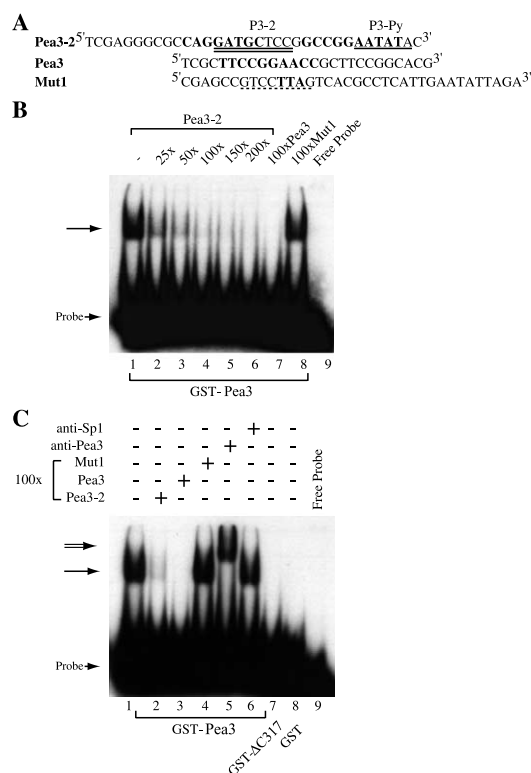 A
P3-2 P3-Py
Pea3-2 5'TCGAGGGCGCCAGGATGCTCCGGCCGGAATATAC3'
Pea3 5'TCGCTTCCGGAACCGCTTCCGGCACG3'
Mut1 5'CGAGCCGTCCTTAGTCACGCCTCATTGAATATTAGA3'
B
Pea3-2
- 25x 50x 100x 150x 200x 100xPea3 100xMut1 Free Probe
Probe
1 2 3 4 5 6 7 8 9
GST-Pea3
C
anti-Sp1 - - - - - + - -
anti-Pea3 - - - - + - - -
Mut1 - - - + - - - -
100x Pea3 - - + - - - - -
Pea3-2 - + - - - - - -
Free Probe
Probe
1 2 3 4 5 6 7 8 9
GST-Pea3 GST-ΔC317 GST